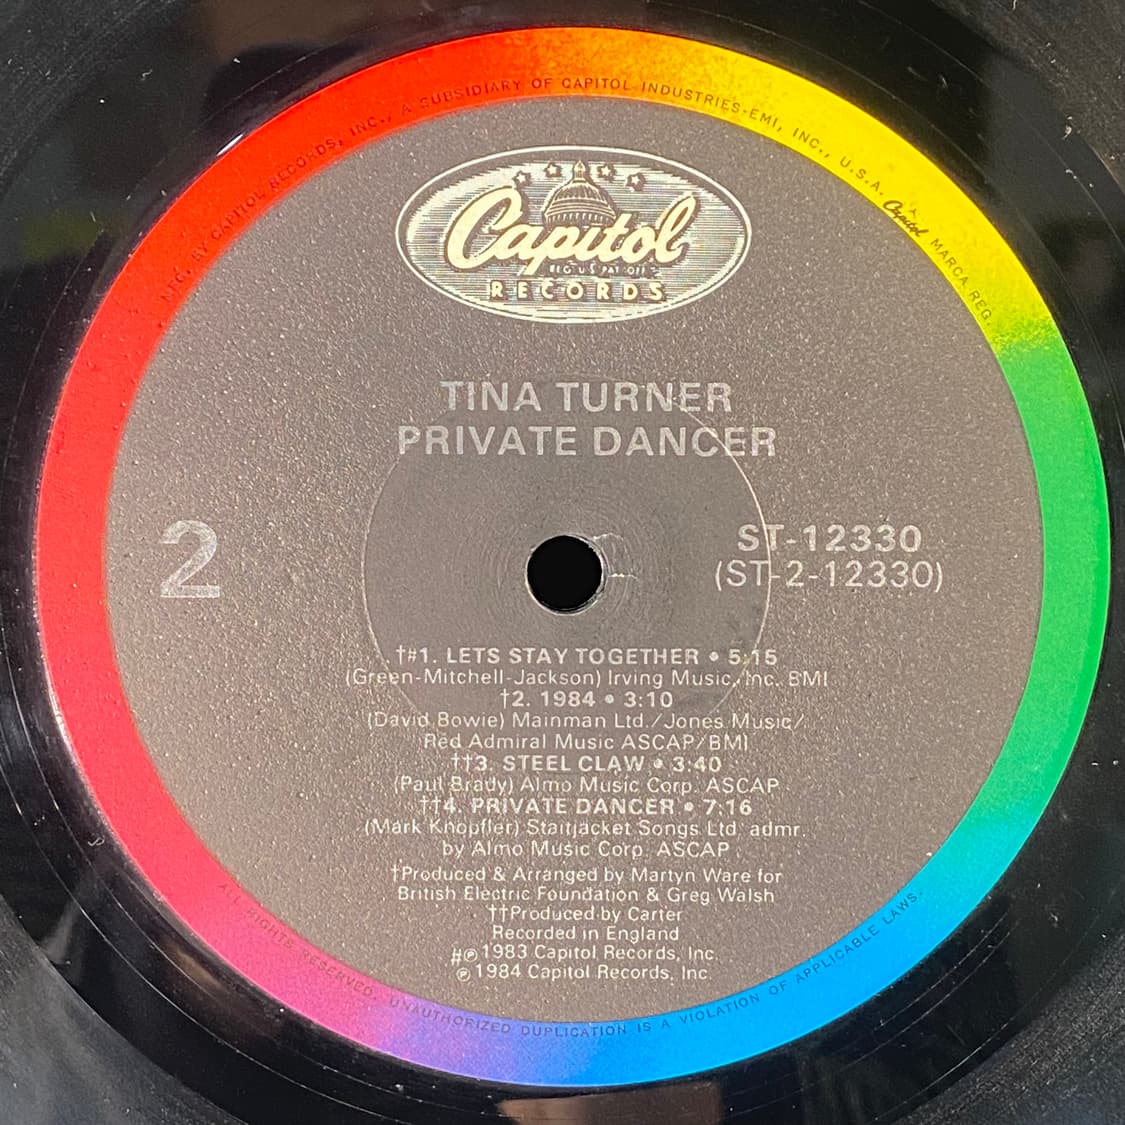 MFG. BY CAPITOL RECORDS, INC., A SUBSIDIARY OF CAPITOL INDUSTRIES-EMI, INC., U.S.A. Capitol MARCA REG.
Capitol
REG. U.S. PAT. OFF.
RECORDS
TINA TURNER
PRIVATE DANCER
2
ST-12330
(ST-2-12330)
†#1. LETS STAY TOGETHER • 5:15
(Green-Mitchell-Jackson) Irving Music, Inc. BMI
†2. 1984 • 3:10
(David Bowie) Mainman Ltd./Jones Music/
Red Admiral Music ASCAP/BMI
††3. STEEL CLAW • 3:40
(Paul Brady) Almo Music Corp. ASCAP
††4. PRIVATE DANCER • 7:16
(Mark Knopfler) Staitjacket Songs Ltd. admr.
by Almo Music Corp. ASCAP
†Produced & Arranged by Martyn Ware for
British Electric Foundation & Greg Walsh
††Produced by Carter
Recorded in England
#℗ 1983 Capitol Records, Inc.
℗ 1984 Capitol Records, Inc.
ALL RIGHTS RESERVED. UNAUTHORIZED DUPLICATION IS A VIOLATION OF APPLICABLE LAWS.